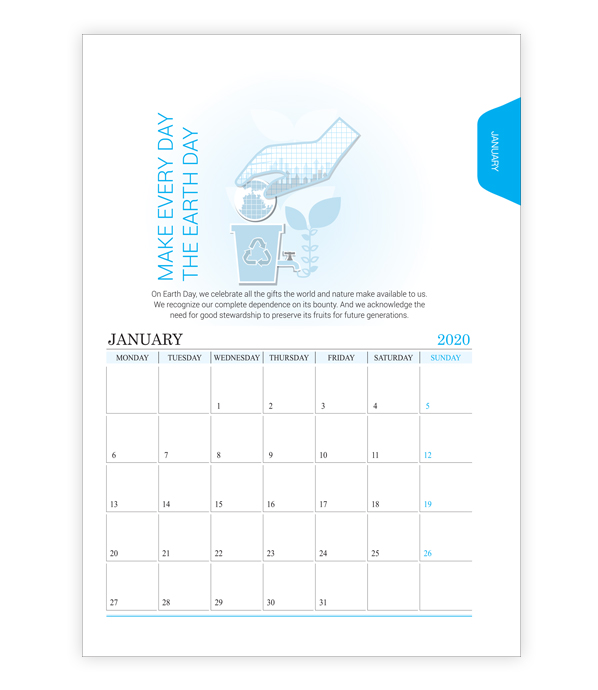 MAKE EVERY DAY
THE EARTH DAY
JANUARY
On Earth Day, we celebrate all the gifts the world and nature make available to us.
We recognize our complete dependence on its bounty. And we acknowledge the
need for good stewardship to preserve its fruits for future generations.
JANUARY 2020
MONDAY TUESDAY WEDNESDAY THURSDAY FRIDAY SATURDAY SUNDAY
1 2 3 4 5
6 7 8 9 10 11 12
13 14 15 16 17 18 19
20 21 22 23 24 25 26
27 28 29 30 31